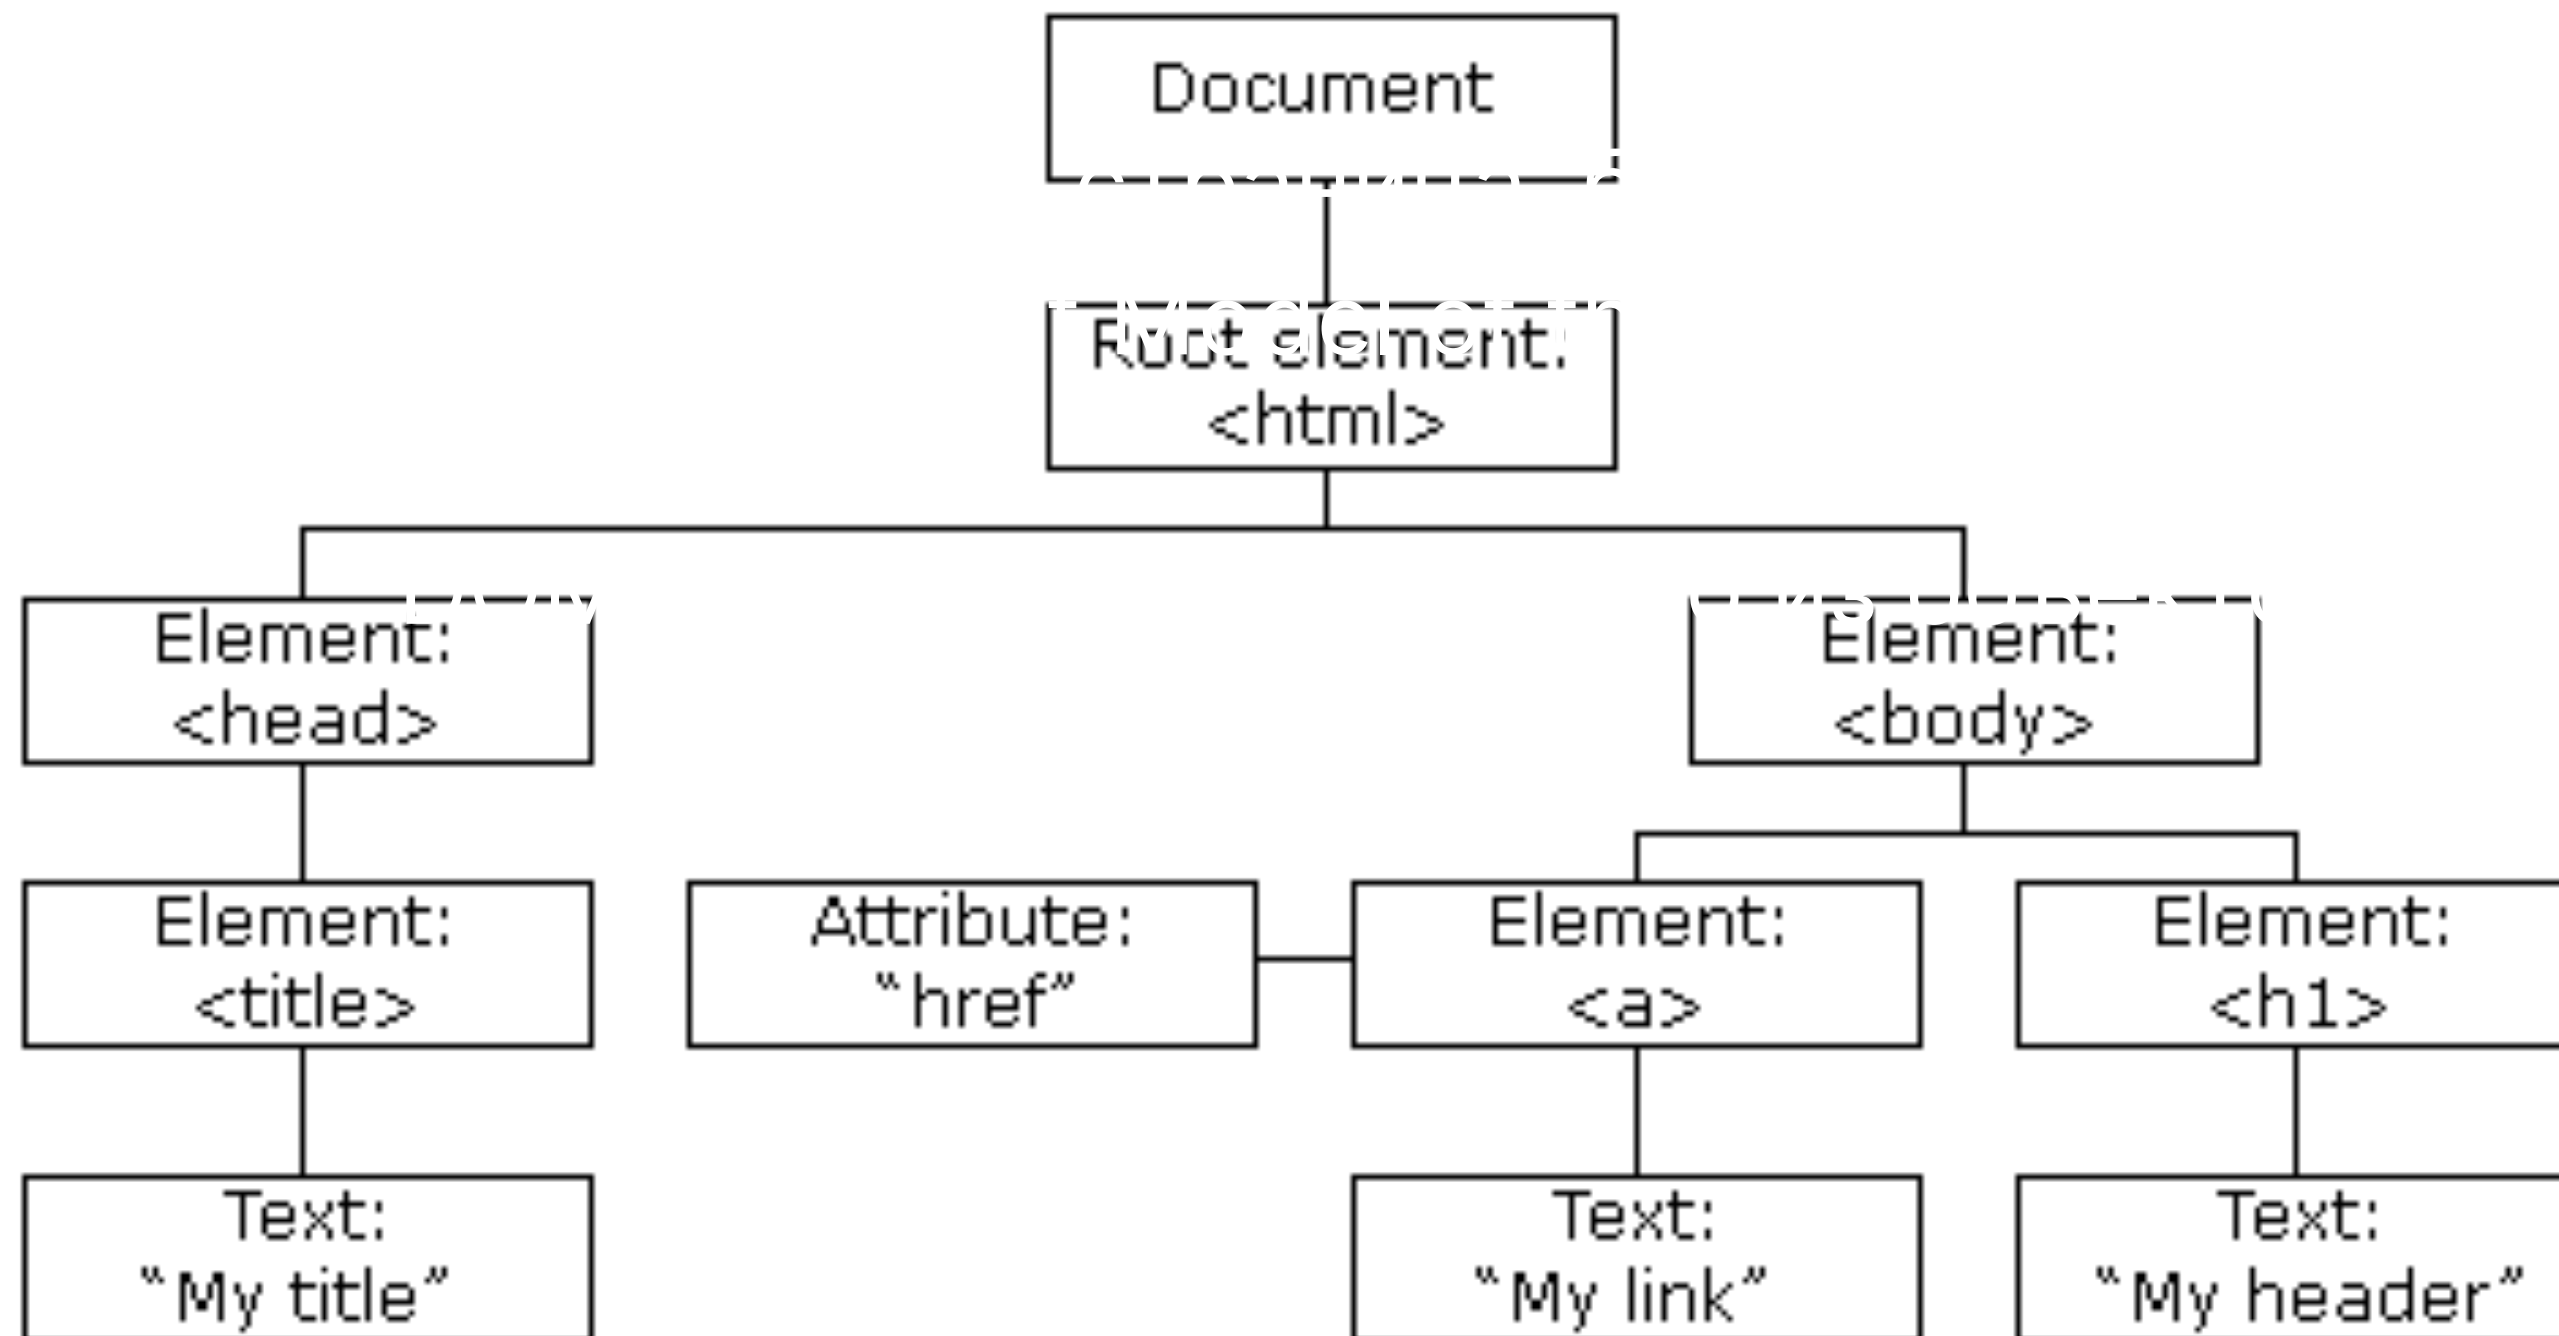 Document
Root element:
<html>
Element:
<head>
Element:
<body>
Element:
<title>
Attribute:
“href”
Element:
<a>
Element:
<h1>
Text:
“My title”
Text:
“My link”
Text:
“My header”